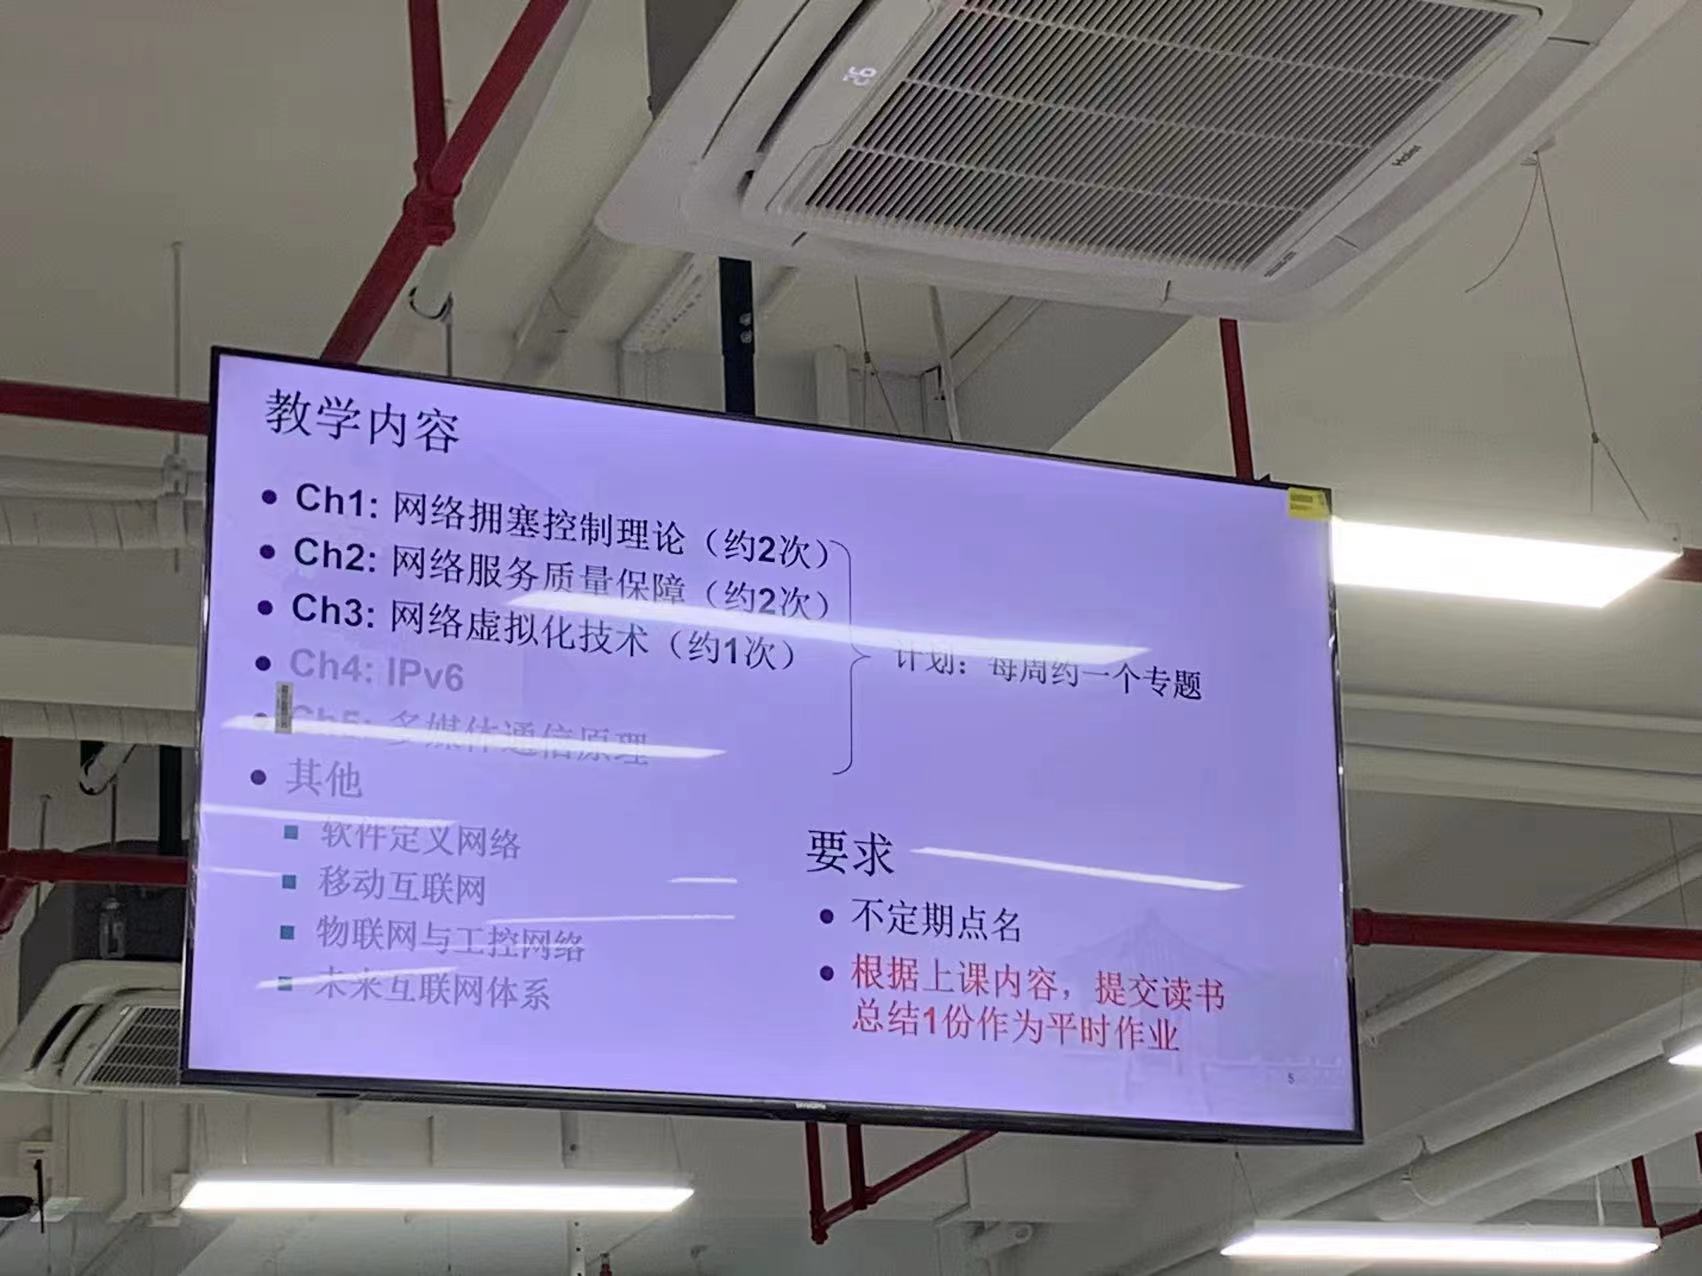 26
Haier
教学内容
• Ch1: 网络拥塞控制理论（约2次）
• Ch2: 网络服务质量保障（约2次）
• Ch3: 网络虚拟化技术（约1次）
计划：每周约一个专题
• Ch4: IPv6
• Ch5: 多媒体通信原理
• 其他
▪ 软件定义网络
▪ 移动互联网
▪ 物联网与工控网络
▪ 未来互联网体系
要求
• 不定期点名
• 根据上课内容，提交读书
总结1份作为平时作业
5